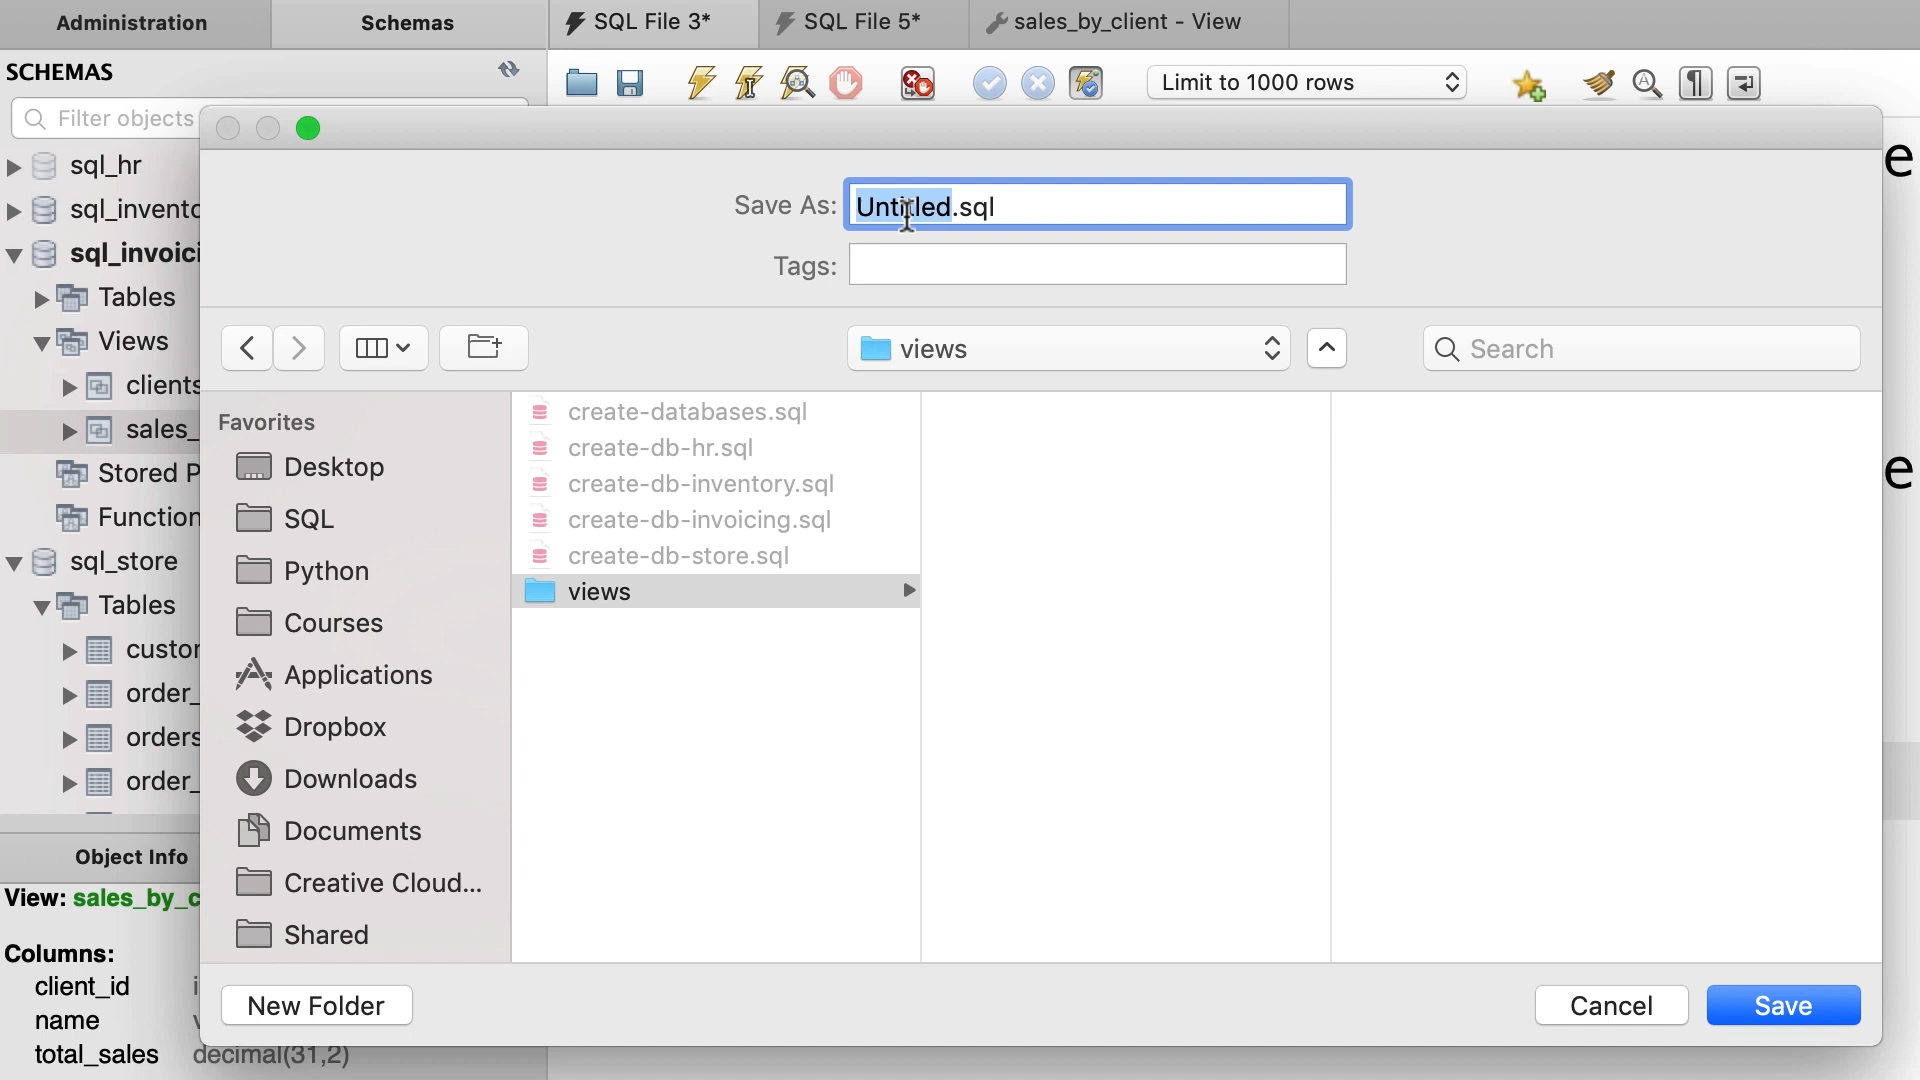 Administration
Schemas
SQL File 3*
SQL File 5*
sales_by_client - View
SCHEMAS
Limit to 1000 rows
Filter objects
sql_hr
sql_invento
sql_invoici
Tables
Views
clients
sales_
Stored P
Function
sql_store
Tables
custor
order_
orders
order_
Object Info
View: sales_by_c
Columns:
client_id
name
total_sales decimal(31,2)
Save As: Untitled.sql
Tags:
views
Search
Favorites
Desktop
SQL
Python
Courses
Applications
Dropbox
Downloads
Documents
Creative Cloud...
Shared
create-databases.sql
create-db-hr.sql
create-db-inventory.sql
create-db-invoicing.sql
create-db-store.sql
views
New Folder
Cancel
Save
e
e